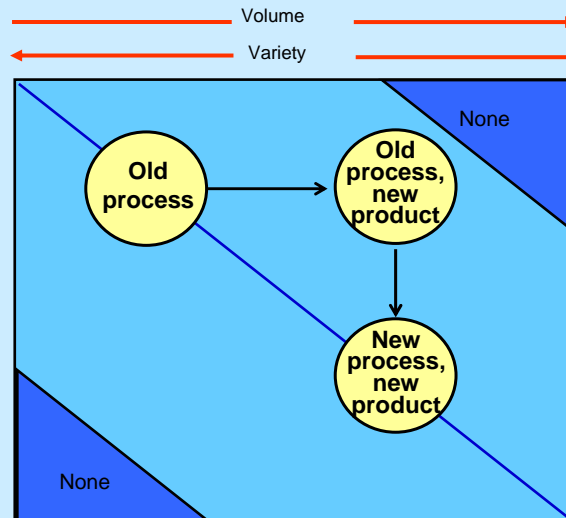 Volume
Variety
None
Old
process
Old
process,
new
product
New
process,
new
product
None